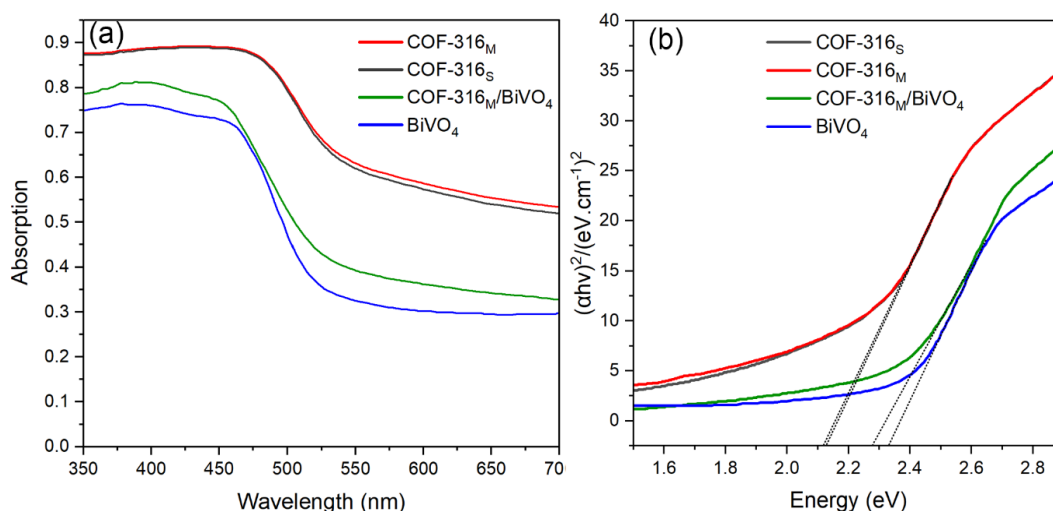 (a)
COF-316M
COF-316S
COF-316M/BiVO4
BiVO4
0.9
0.8
0.7
0.6
0.5
0.4
0.3
0.2
0.1
0.0
Absorption
350 400 450 500 550 600 650 700
Wavelength (nm)
(b)
COF-316S
COF-316M
COF-316M/BiVO4
BiVO4
40
35
30
25
20
15
10
5
0
(αhv)²/(eV.cm⁻¹)²
1.6 1.8 2.0 2.2 2.4 2.6 2.8
Energy (eV)